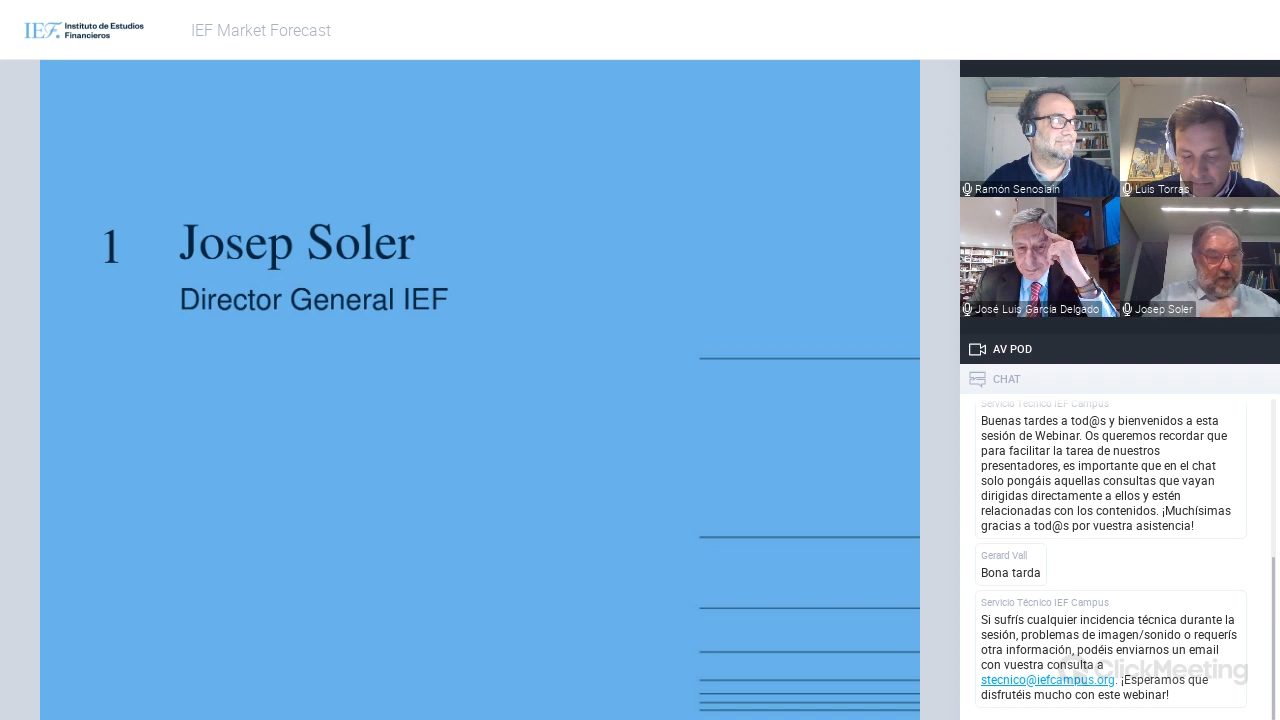 IEF. Instituto de Estudios
Financieros
IEF Market Forecast
1 Josep Soler
Director General IEF
Ramón Senosiain
Luis Torras
José Luis García Delgado
Josep Soler
AV POD
CHAT
Servicio Técnico IEF Campus
Buenas tardes a tod@s y bienvenidos a esta
sesión de Webinar. Os queremos recordar que
para facilitar la tarea de nuestros
presentadores, es importante que en el chat
solo pongáis aquellas consultas que vayan
dirigidas directamente a ellos y estén
relacionadas con los contenidos. ¡Muchísimas
gracias a tod@s por vuestra asistencia!
Gerard Vall
Bona tarda
Servicio Técnico IEF Campus
Si sufrís cualquier incidencia técnica durante la
sesión, problemas de imagen/sonido o requerís
otra información, podéis enviarnos un email
con vuestra consulta a
stecnico@iefcampus.org. ¡Esperamos que
disfrutéis mucho con este webinar!
ClickMeeting